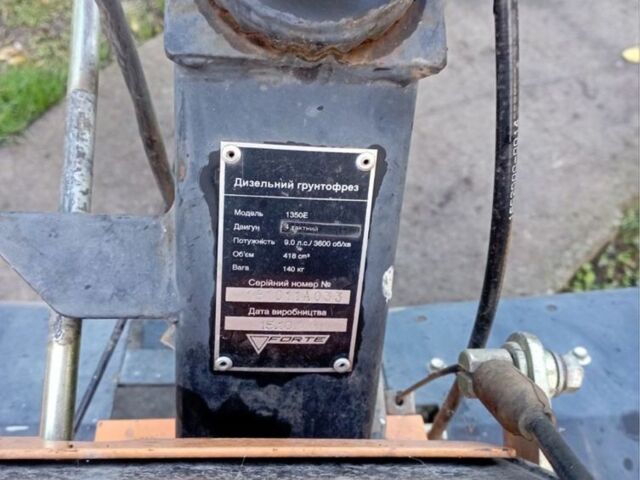 Дизельний грунтофрез
Модель 1350E
Двигун 4 тактний
Потужність 9.0 л.с./ 3600 об/хв
Об'єм 418 cm³
Вага 140 кг
Серійний номер №
Дата виробництва
FORTE